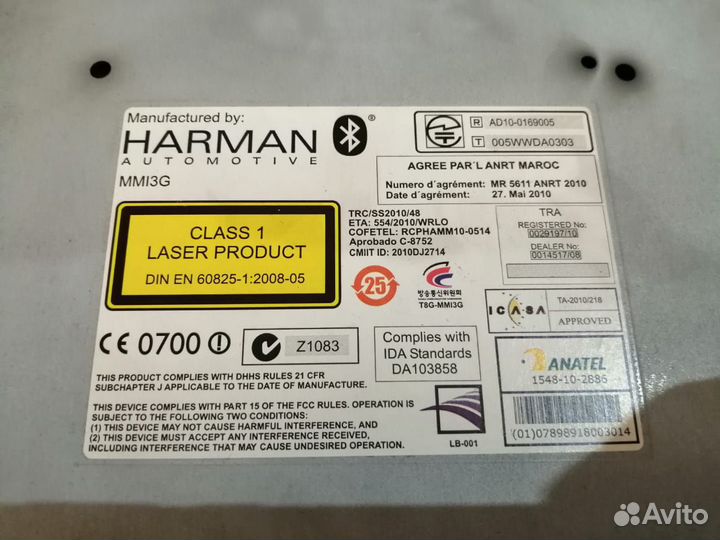 Manufactured by:
HARMAN ®
AUTOMOTIVE
MMI3G
R AD10-0169005
T 005WWDA0303
AGREE PAR´L ANRT MAROC
Numero d´agrément: MR 5611 ANRT 2010
Date d´agrément: 27. Mai 2010
CLASS 1
LASER PRODUCT
DIN EN 60825-1:2008-05
TRC/SS2010/48
ETA: 554/2010/WRLO
COFETEL: RCPHAMM10-0514
Aprobado C-8752
CMIIT ID: 2010DJ2714
TRA
REGISTERED No:
0029197/10
DEALER No:
0014517/08
25
방송통신위원회
T8G-MMI3G
ICASA
TA-2010/218
APPROVED
CE 0700
Z1083
Complies with
IDA Standards
DA103858
ANATEL
1548-10-2886
(01)07898918003014
THIS PRODUCT COMPLIES WITH DHHS RULES 21 CFR
SUBCHAPTER J APPLICABLE TO THE DATE OF MANUFACTURE.
THIS DEVICE COMPLIES WITH PART 15 OF THE FCC RULES. OPERATION IS
SUBJECT TO THE FOLLOWING TWO CONDITIONS:
(1) THIS DEVICE MAY NOT CAUSE HARMFUL INTERFERENCE, AND
(2) THIS DEVICE MUST ACCEPT ANY INTERFERENCE RECEIVED,
INCLUDING INTERFERENCE THAT MAY CAUSE UNDESIRED OPERATION.
LB-001
Avito